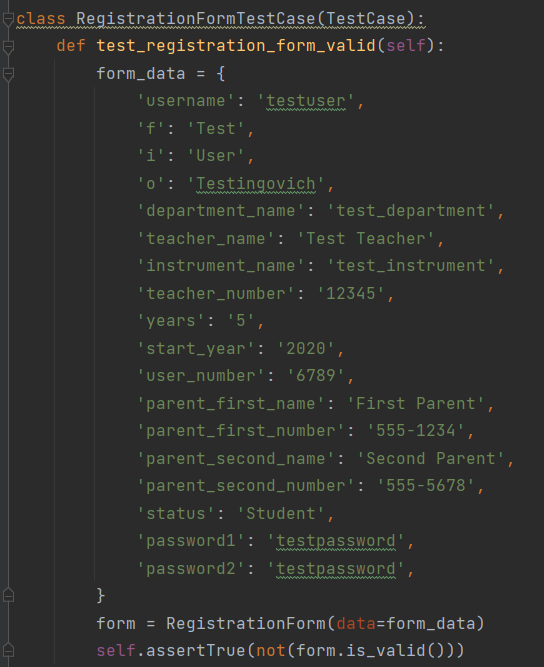 class RegistrationFormTestCase(TestCase):
    def test_registration_form_valid(self):
        form_data = {
            'username': 'testuser',
            'f': 'Test',
            'i': 'User',
            'o': 'Testingovich',
            'department_name': 'test_department',
            'teacher_name': 'Test Teacher',
            'instrument_name': 'test_instrument',
            'teacher_number': '12345',
            'years': '5',
            'start_year': '2020',
            'user_number': '6789',
            'parent_first_name': 'First Parent',
            'parent_first_number': '555-1234',
            'parent_second_name': 'Second Parent',
            'parent_second_number': '555-5678',
            'status': 'Student',
            'password1': 'testpassword',
            'password2': 'testpassword',
        }
        form = RegistrationForm(data=form_data)
        self.assertTrue(not(form.is_valid()))